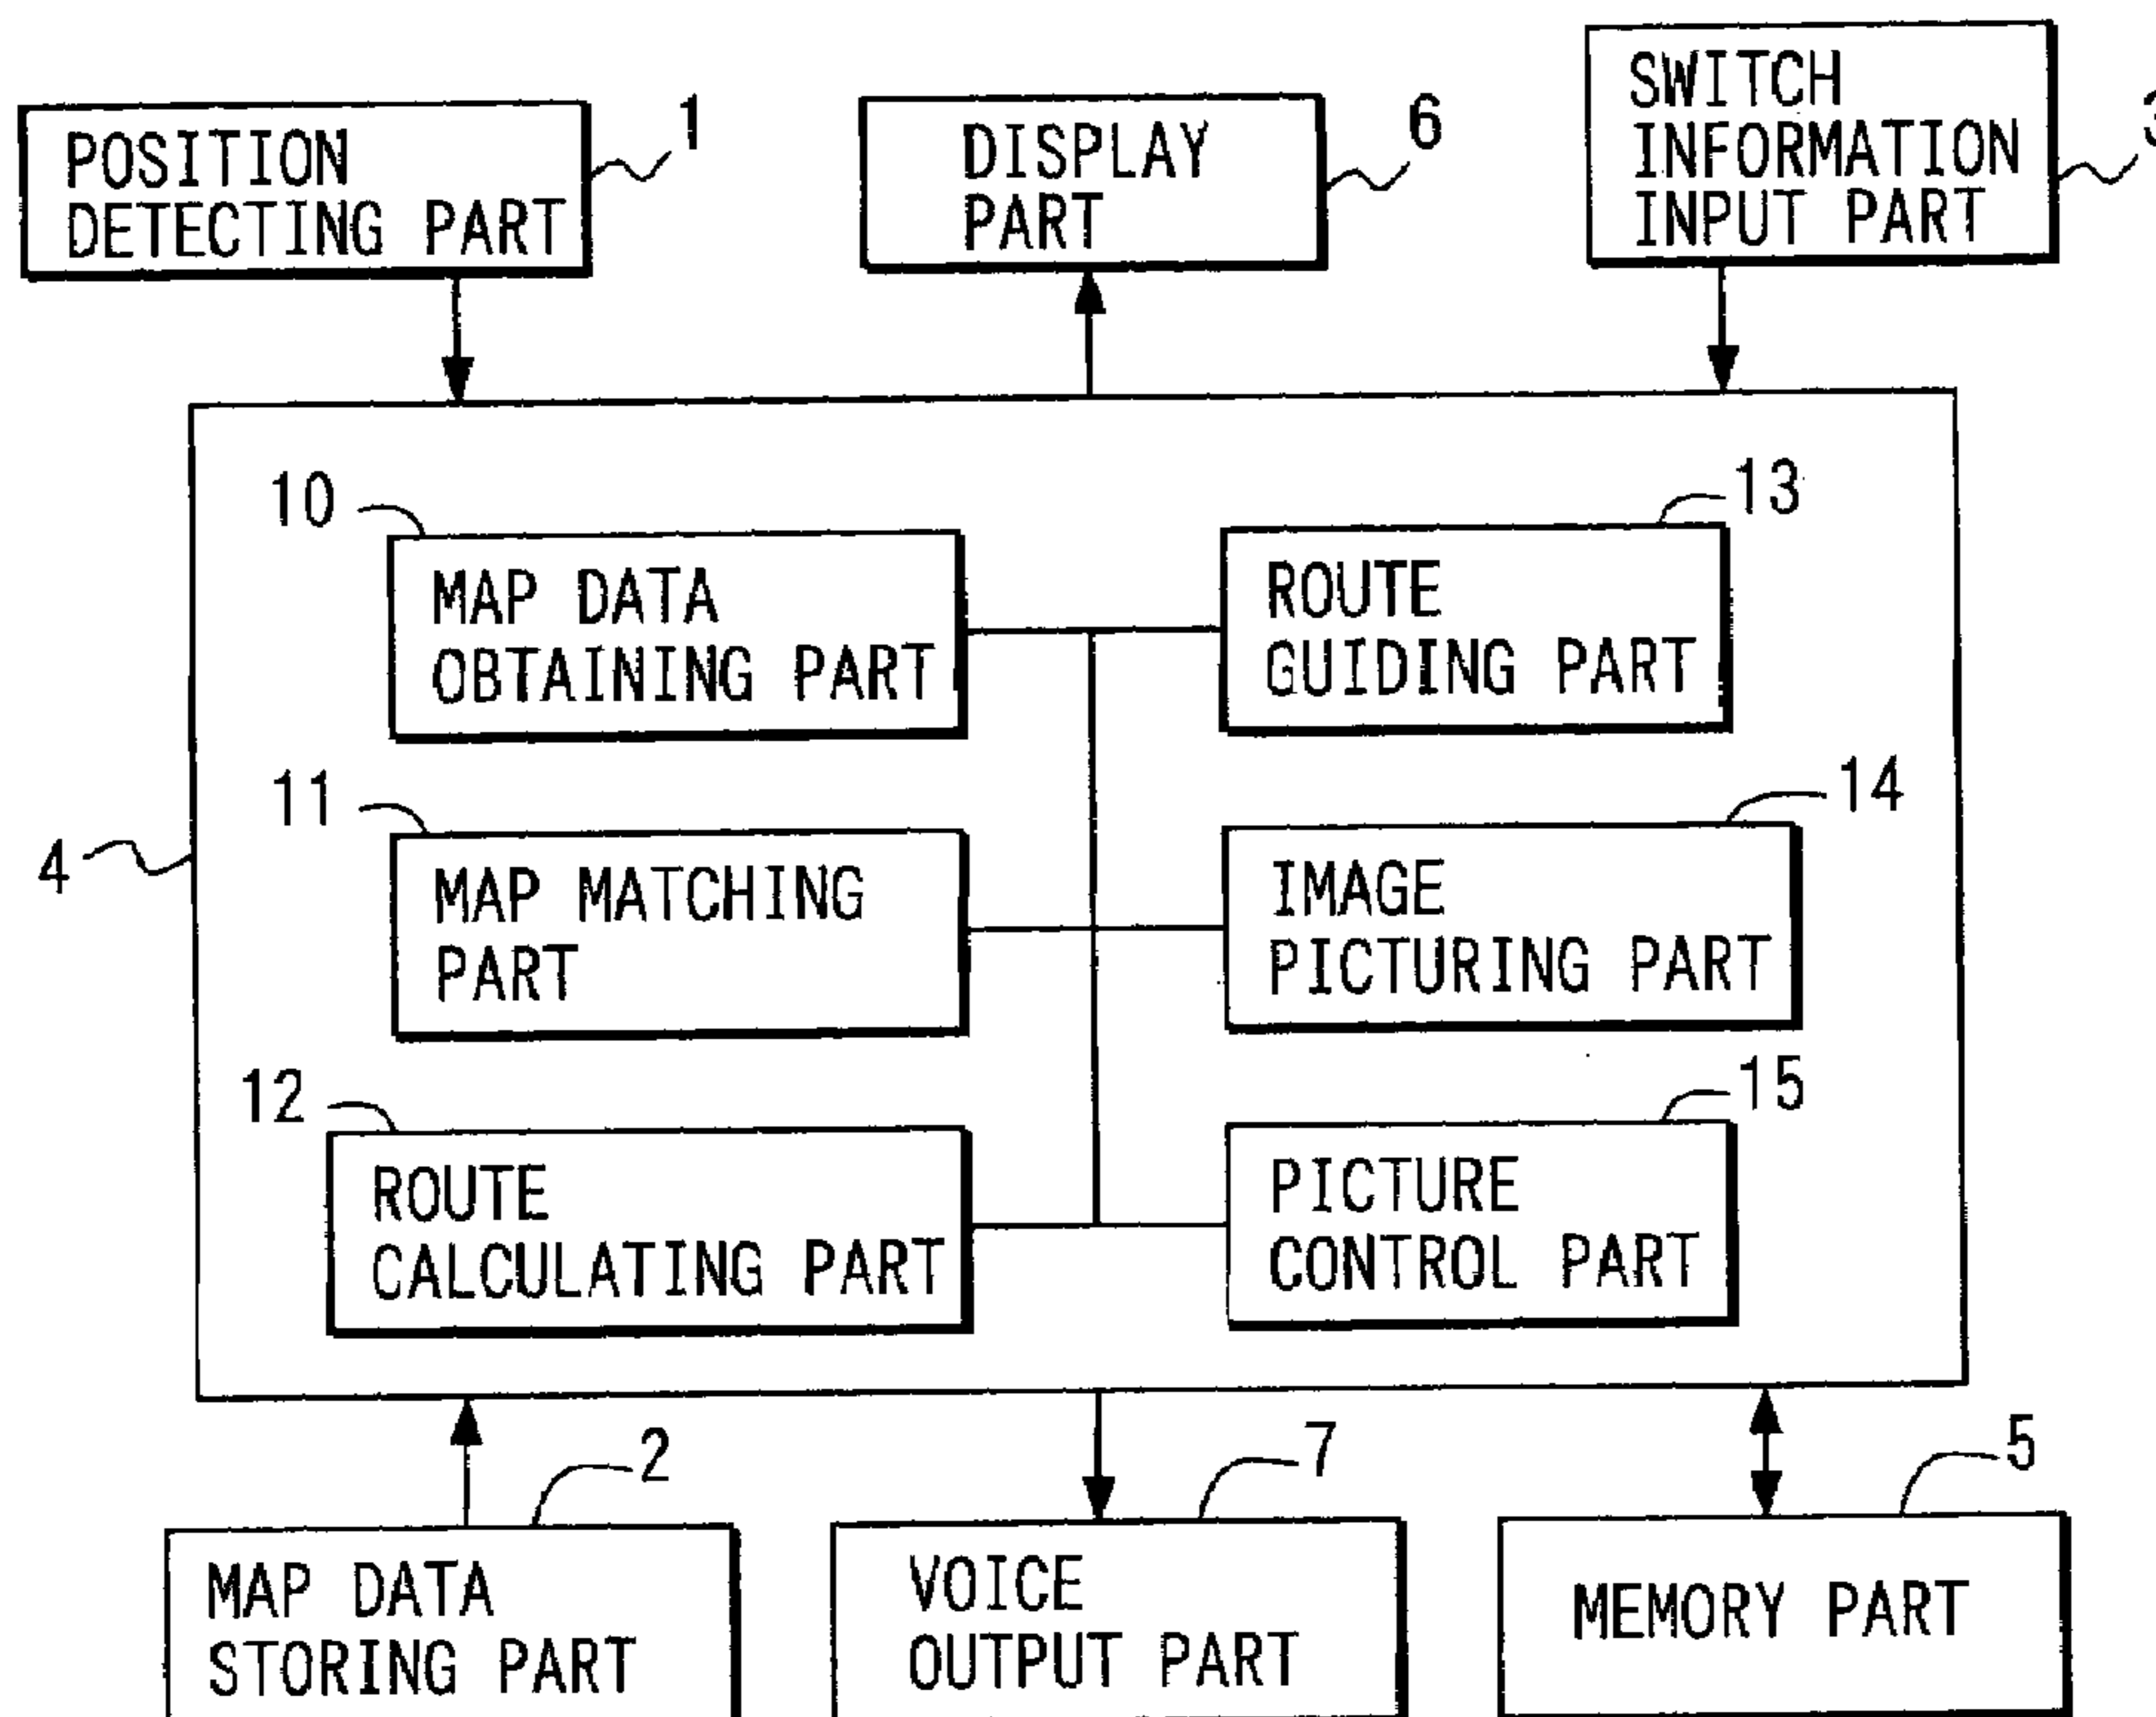 POSITION
DETECTING PART
1
DISPLAY
PART
6
SWITCH
INFORMATION
INPUT PART
3
10
MAP DATA
OBTAINING PART
13
ROUTE
GUIDING PART
11
MAP MATCHING
PART
14
IMAGE
PICTURING PART
4
12
ROUTE
CALCULATING PART
15
PICTURE
CONTROL PART
2
MAP DATA
STORING PART
7
VOICE
OUTPUT PART
5
MEMORY PART